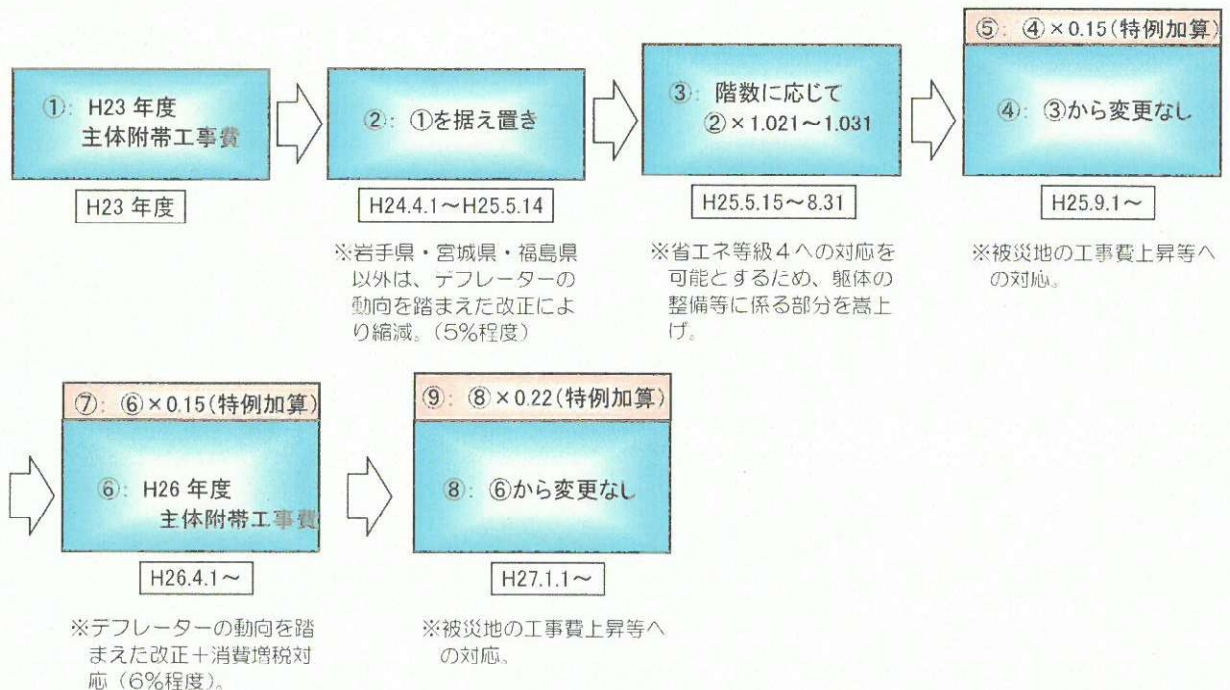 ①: H23 年度
主体附帯工事費
H23 年度
②: ①を据え置き
H24.4.1～H25.5.14
※岩手県・宮城県・福島県
以外は、デフレーターの
動向を踏まえた改正によ
り縮減。(5%程度)
③: 階数に応じて
②×1.021～1.031
H25.5.15～8.31
※省エネ等級4への対応を
可能とするため、躯体の
整備等に係る部分を嵩上
げ。
⑤: ④×0.15(特例加算)
④: ③から変更なし
H25.9.1～
※被災地の工事費上昇等へ
の対応。
⑦: ⑥×0.15(特例加算)
⑥: H26 年度
主体附帯工事費
H26.4.1～
※デフレーターの動向を踏
まえた改正＋消費増税対
応（6%程度）。
⑨: ⑧×0.22(特例加算)
⑧: ⑥から変更なし
H27.1.1～
※被災地の工事費上昇等へ
の対応。